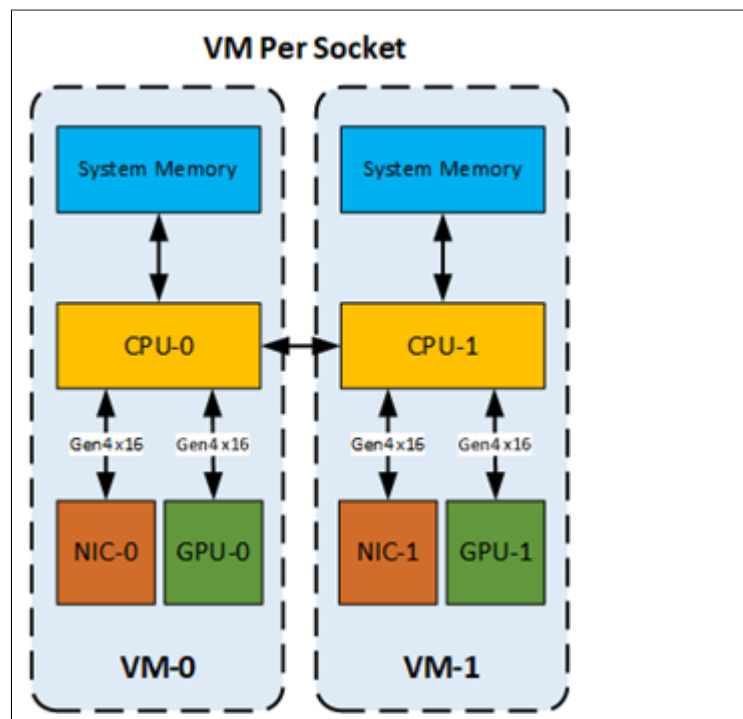 VM Per Socket
System Memory
System Memory
CPU-0
CPU-1
Gen4 x16
Gen4 x16
Gen4 x16
Gen4 x16
NIC-0
GPU-0
NIC-1
GPU-1
VM-0
VM-1